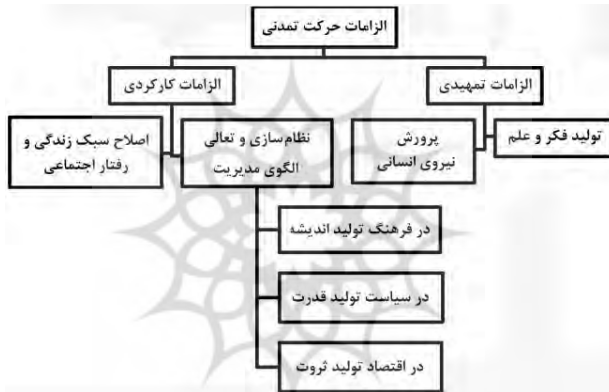 الزامات حرکت تمدنی
الزامات تمهیدی
الزامات کارکردی
تولید فکر و علم
پرورش
نیروی انسانی
نظام‌سازی و تعالی
الگوی مدیریت
اصلاح سبک زندگی و
رفتار اجتماعی
در فرهنگ تولید اندیشه
در سیاست تولید قدرت
در اقتصاد تولید ثروت